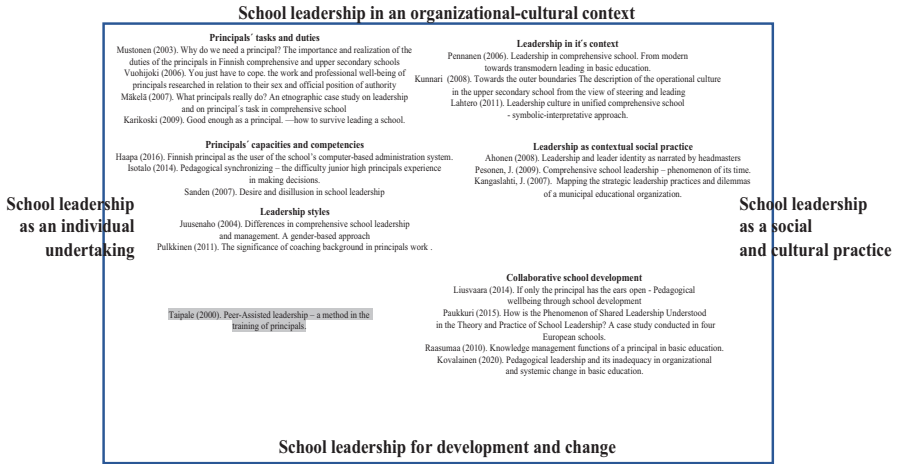 School leadership in an organizational-cultural context
Principals´ tasks and duties
Mustonen (2003). Why do we need a principal? The importance and realization of the
duties of the principals in Finnish comprehensive and upper secondary schools
Vuohijoki (2006). You just have to cope. the work and professional well-being of
principals researched in relation to their sex and official position of authority
Mäkelä (2007). What principals really do? An etnographic case study on leadership
and on principal´s task in comprehensive school
Karikoski (2009). Good enough as a principal. —how to survive leading a school.
Principals´ capacities and competencies
Haapa (2016). Finnish principal as the user of the school’s computer-based administration system.
Isotalo (2014). Pedagogical synchronizing – the difficulty junior high principals experience
in making decisions.
Sanden (2007). Desire and disillusion in school leadership
Leadership styles
Juusenaho (2004). Differences in comprehensive school leadership
and management. A gender-based approach
Pulkkinen (2011). The significance of coaching background in principals work .
Taipale (2000). Peer-Assisted leadership – a method in the
training of principals.
Leadership in it´s context
Pennanen (2006). Leadership in comprehensive school. From modern
towards transmodern leading in basic education.
Kunnari (2008). Towards the outer boundaries The description of the operational culture
in the upper secondary school from the view of steering and leading
Lahtero (2011). Leadership culture in unified comprehensive school
- symbolic-interpretative approach.
Leadership as contextual social practice
Ahonen (2008). Leadership and leader identity as narrated by headmasters
Pesonen, J. (2009). Comprehensive school leadership – phenomenon of its time.
Kangaslahti, J. (2007). Mapping the strategic leadership practices and dilemmas
of a municipal educational organization.
Collaborative school development
Liusvaara (2014). If only the principal has the ears open - Pedagogical
wellbeing through school development
Paukkuri (2015). How is the Phenomenon of Shared Leadership Understood
in the Theory and Practice of School Leadership? A case study conducted in four
European schools.
Raasumaa (2010). Knowledge management functions of a principal in basic education.
Kovalainen (2020). Pedagogical leadership and its inadequacy in organizational
and systemic change in basic education.
School leadership
as an individual
undertaking
School leadership
as a social
and cultural practice
School leadership for development and change